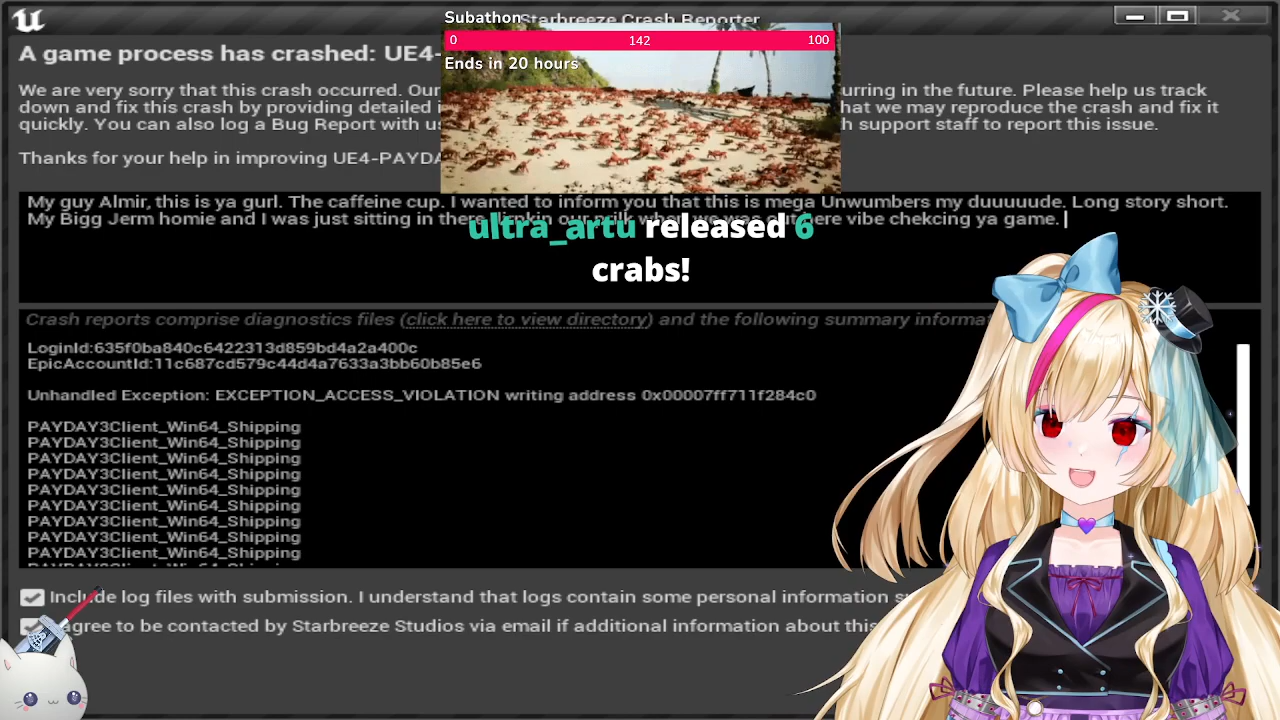 Subathon
Starbreeze Crash Reporter
0 142 100
Ends in 20 hours
A game process has crashed: UE4-
We are very sorry that this crash occurred. Our urring in the future. Please help us track
down and fix this crash by providing detailed i hat we may reproduce the crash and fix it
quickly. You can also log a Bug Report with us h support staff to report this issue.
Thanks for your help in improving UE4-PAYDA
My guy Almir, this is ya gurl. The caffeine cup. I wanted to inform you that this is mega Unwumbers my duuuuude. Long story short.
My Bigg Jerm homie and I was just sitting in there vibe chekcing ya game.
ultra_artu released 6
crabs!
Crash reports comprise diagnostics files (click here to view directory) and the following summary informat
LoginId:635f0ba840c6422313d859bd4a2a400c
EpicAccountId:11c687cd579c44d4a7633a3bb60b85e6
Unhandled Exception: EXCEPTION_ACCESS_VIOLATION writing address 0x00007ff711f284c0
PAYDAY3Client_Win64_Shipping
PAYDAY3Client_Win64_Shipping
PAYDAY3Client_Win64_Shipping
PAYDAY3Client_Win64_Shipping
PAYDAY3Client_Win64_Shipping
PAYDAY3Client_Win64_Shipping
PAYDAY3Client_Win64_Shipping
PAYDAY3Client_Win64_Shipping
PAYDAY3Client_Win64_Shipping
Include log files with submission. I understand that logs contain some personal information s
agree to be contacted by Starbreeze Studios via email if additional information about this